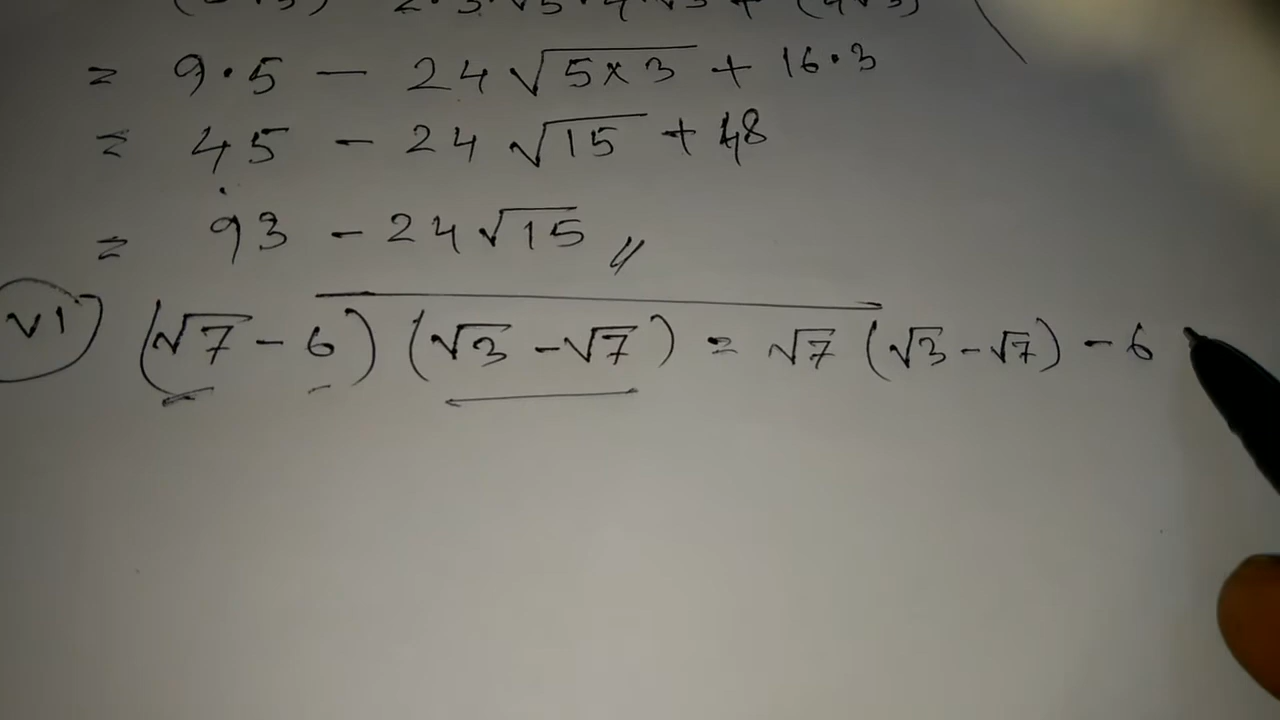 = 9·5 - 24√(5×3) + 16·3
= 45 - 24√15 + 48
= 93 - 24√15 //
vi) (√7 - 6) (√3 - √7) = √7 (√3 - √7) - 6